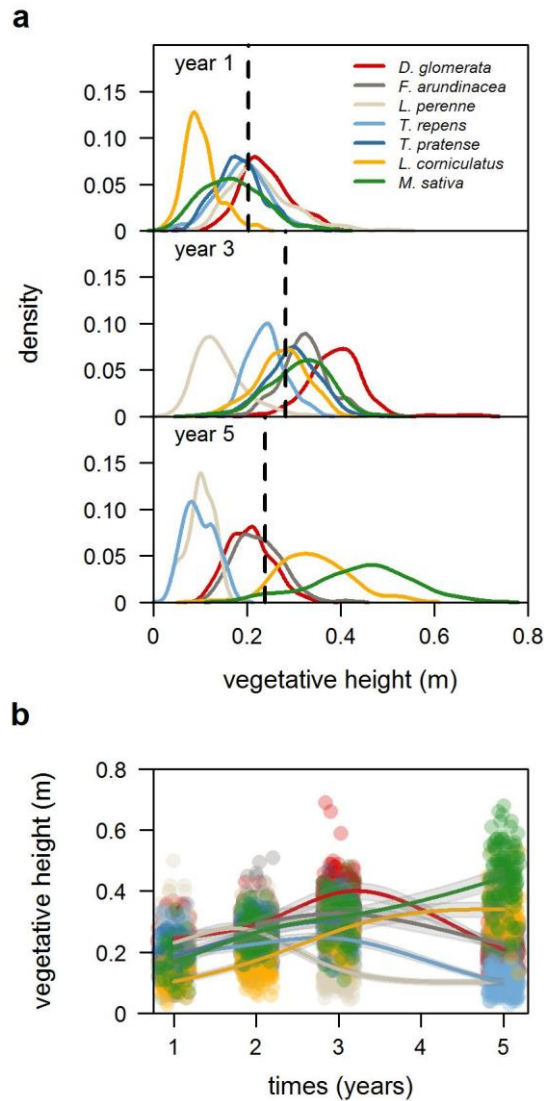 a
year 1
D. glomerata
F. arundinacea
L. perenne
T. repens
T. pratense
L. corniculatus
M. sativa
0.15
0.10
0.05
0
year 3
0.15
0.10
0.05
0
density
year 5
0.15
0.10
0.05
0
0 0.2 0.4 0.6 0.8
vegetative height (m)
b
0.8
0.6
0.4
0.2
0
vegetative height (m)
1 2 3 4 5
times (years)